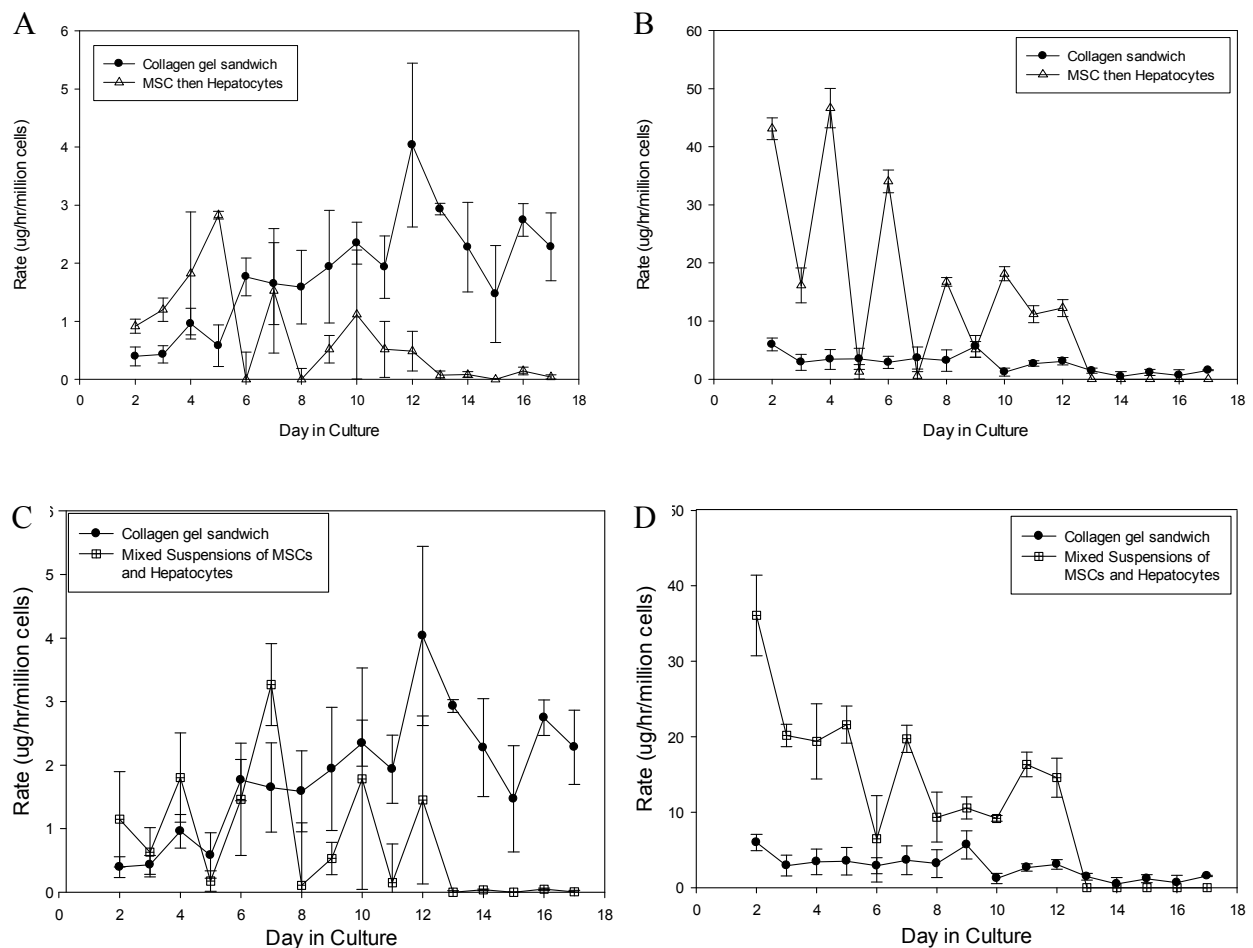 A
Collagen gel sandwich
MSC then Hepatocytes
Rate (ug/hr/million cells)
6
5
4
3
2
1
0
0 2 4 6 8 10 12 14 16 18
Day in Culture
B
Collagen sandwich
MSC then Hepatocytes
Rate (ug/hr/million cells)
60
50
40
30
20
10
0
0 2 4 6 8 10 12 14 16 18
Day in Culture
C
Collagen gel sandwich
Mixed Suspensions of MSCs
and Hepatocytes
Rate (ug/hr/million cells)
6
5
4
3
2
1
0
0 2 4 6 8 10 12 14 16 18
Day in Culture
D
Collagen gel sandwich
Mixed Suspensions of
MSCs and Hepatocytes
Rate (ug/hr/million cells)
50
40
30
20
10
0
0 2 4 6 8 10 12 14 16 18
Day in Culture